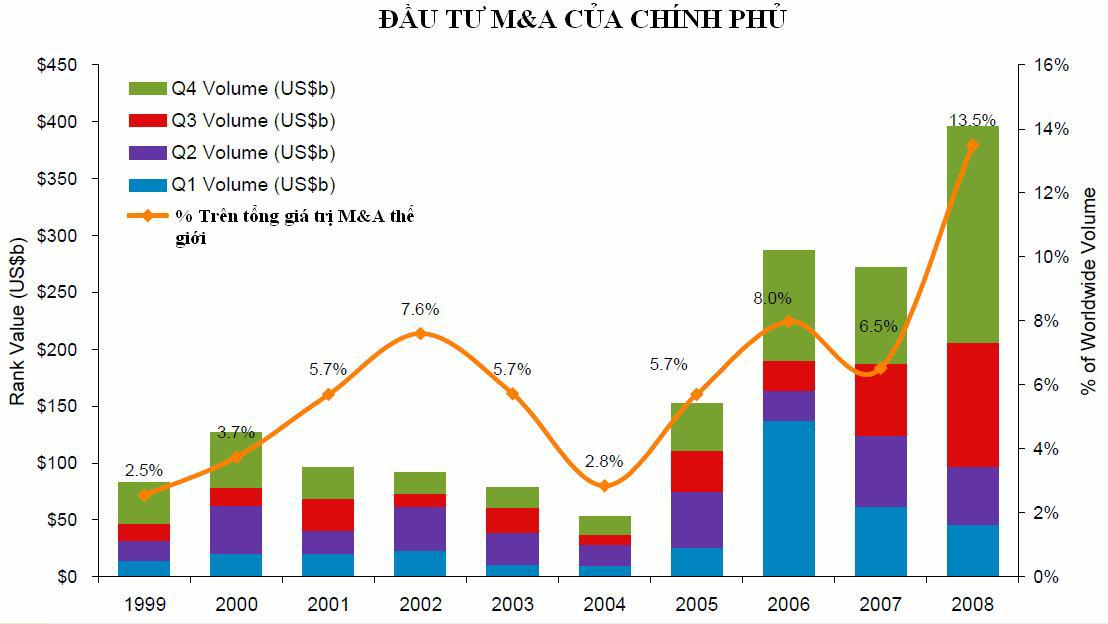 ĐẦU TƯ M&A CỦA CHÍNH PHỦ
Rank Value (US$b)
$450
$400
$350
$300
$250
$200
$150
$100
$50
$0
Q4 Volume (US$b)
Q3 Volume (US$b)
Q2 Volume (US$b)
Q1 Volume (US$b)
% Trên tổng giá trị M&A thế
giới
2.5%
3.7%
5.7%
7.6%
5.7%
2.8%
5.7%
8.0%
6.5%
13.5%
16%
14%
12%
10%
8%
6%
4%
2%
0%
% of Worldwide Volume
1999 2000 2001 2002 2003 2004 2005 2006 2007 2008